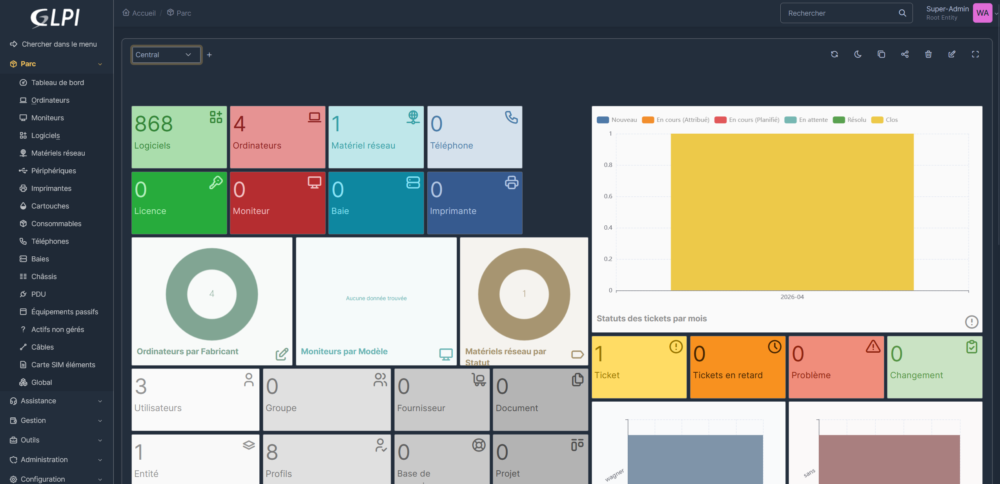 GLPI
Accueil / Parc
Rechercher
Super-Admin
Root Entity
WA
Chercher dans le menu
Parc
Tableau de bord
Ordinateurs
Moniteurs
Logiciels
Matériels réseau
Périphériques
Imprimantes
Cartouches
Consommables
Téléphones
Baies
Châssis
PDU
Équipements passifs
Actifs non gérés
Câbles
Carte SIM éléments
Global
Assistance
Gestion
Outils
Administration
Configuration
Central
868
Logiciels
4
Ordinateurs
1
Matériel réseau
0
Téléphone
0
Licence
0
Moniteur
0
Baie
0
Imprimante
4
Ordinateurs par Fabricant
Aucune donnée trouvée
Moniteurs par Modèle
1
Matériels réseau par
Statut
3
Utilisateurs
0
Groupe
0
Fournisseur
0
Document
1
Entité
8
Profils
0
Base de
0
Projet
Nouveau En cours (Attribué) En cours (Planifié) En attente Résolu Clos
1
0.8
0.6
0.4
0.2
0
2026-04
Statuts des tickets par mois
1
Ticket
0
Tickets en retard
0
Problème
0
Changement
wagner
sans